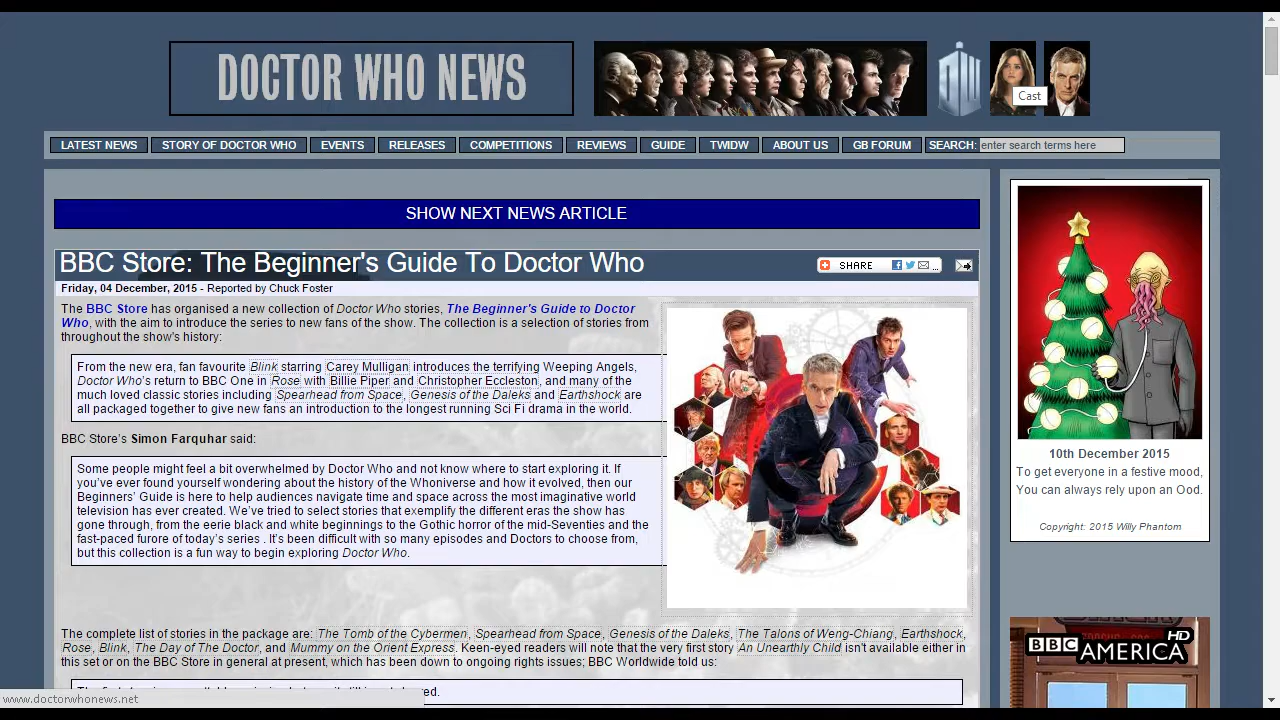 DOCTOR WHO NEWS
Cast
LATEST NEWS STORY OF DOCTOR WHO EVENTS RELEASES COMPETITIONS REVIEWS GUIDE TWIDW ABOUT US GB FORUM SEARCH: enter search terms here
SHOW NEXT NEWS ARTICLE
BBC Store: The Beginner's Guide To Doctor Who
SHARE
Friday, 04 December, 2015 - Reported by Chuck Foster
The BBC Store has organised a new collection of Doctor Who stories, The Beginner's Guide to Doctor
Who, with the aim to introduce the series to new fans of the show. The collection is a selection of stories from
throughout the show's history:
From the new era, fan favourite Blink starring Carey Mulligan introduces the terrifying Weeping Angels,
Doctor Who's return to BBC One in Rose with Billie Piper and Christopher Eccleston and many of the
much loved classic stories including Spearhead from Space, Genesis of the Daleks and Earthshock are
all packaged together to give new fans an introduction to the longest running Sci Fi drama in the world.
BBC Store's Simon Farquhar said:
Some people might feel a bit overwhelmed by Doctor Who and not know where to start exploring it. If
you've ever found yourself wondering about the history of the Whoniverse and how it evolved, then our
Beginners' Guide is here to help audiences navigate time and space across the most imaginative world
television has ever created. We've tried to select stories that exemplify the different eras the show has
gone through, from the eerie black and white beginnings to the Gothic horror of the mid-Seventies and the
fast-paced future of today's series . It's been difficult with so many episodes and Doctors to choose from,
but this collection is a fun way to begin exploring Doctor Who.
The complete list of stories in the package are: The Tomb of the Cybermen, Spearhead from Space, Genesis of the Daleks, The Talons of Weng-Chiang, Earthshock,
Rose, Blink, The Day of The Doctor, and Keen-eyed readers will note that the very first story An Unearthly Child isn't available either in
this set or on the BBC Store in general at present has been down to ongoing rights issues. BBC Worldwide told us:
www.doctorwhonews.net
10th December 2015
To get everyone in a festive mood,
You can always rely upon an Ood.
Copyright: 2015 Willy Phantom
BBC AMERICA HD